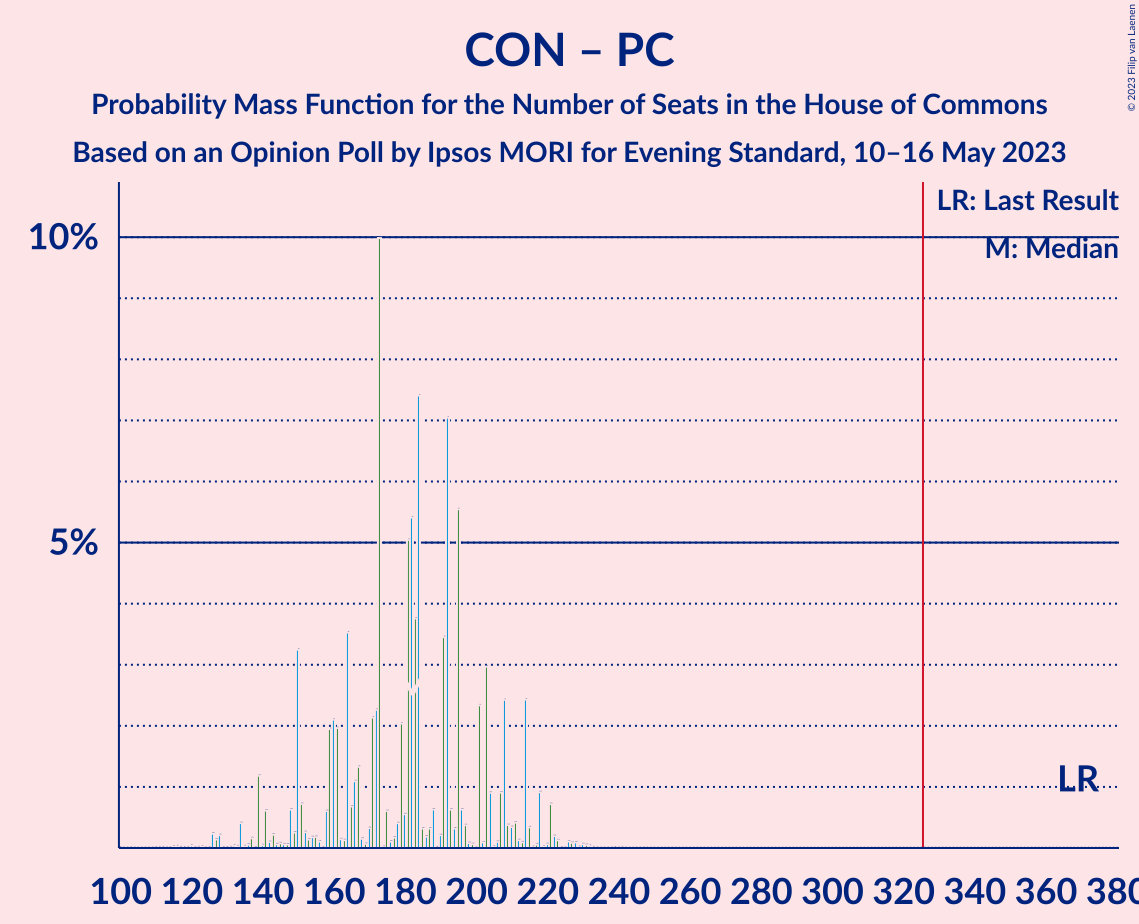 CON – PC
Probability Mass Function for the Number of Seats in the House of Commons
Based on an Opinion Poll by Ipsos MORI for Evening Standard, 10–16 May 2023
© 2023 Filip van Laenen
LR: Last Result
M: Median
10%
5%
LR
100 120 140 160 180 200 220 240 260 280 300 320 340 360 380